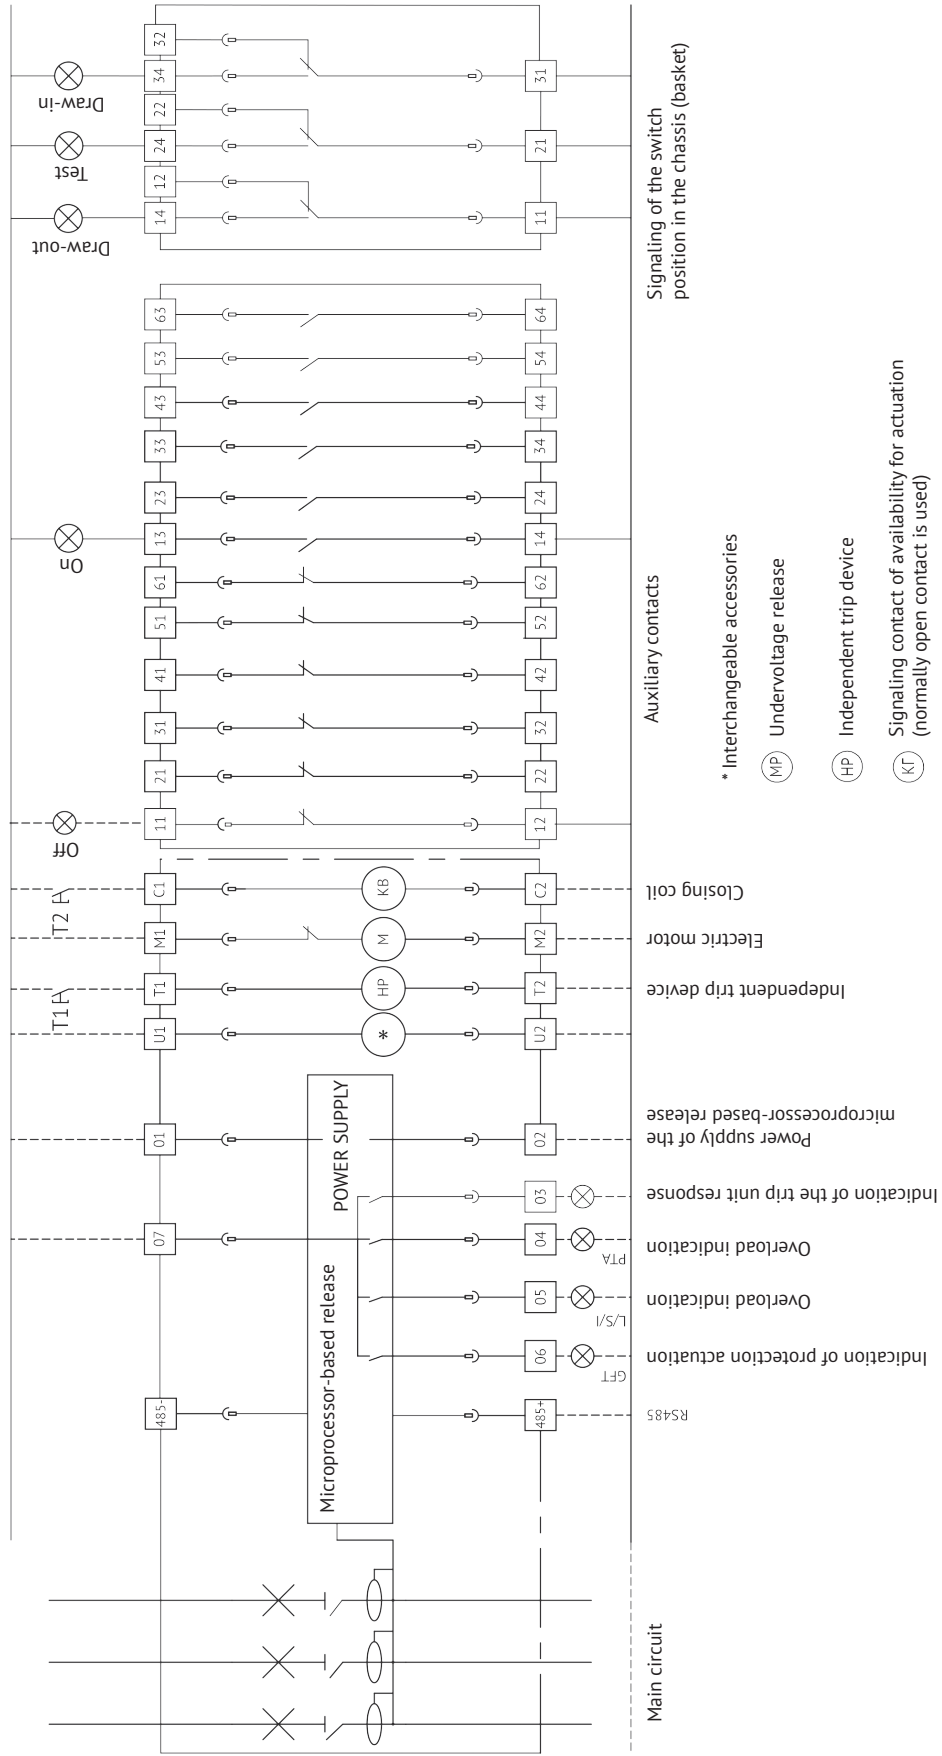 Main circuit
Microprocessor-based release
POWER SUPPLY
485-
07
01
U1
T1
M1
C1
11
21
31
41
51
61
13
23
33
43
53
63
14
12
24
22
34
32
T1
T2
Off
On
Draw-out
Test
Draw-in
*
HP
M
KB
485+
06
05
04
03
02
U2
T2
M2
C2
12
22
32
42
52
62
14
24
34
44
54
64
11
21
31
GFT
L/S/I
PTA
RS485
Indication of protection actuation
Overload indication
Overload indication
Indication of the trip unit response
Power supply of the
microprocessor-based release
Independent trip device
Electric motor
Closing coil
Auxiliary contacts
Signaling of the switch
position in the chassis (basket)
* Interchangeable accessories
МР Undervoltage release
НР Independent trip device
КГ Signaling contact of availability for actuation
(normally open contact is used)